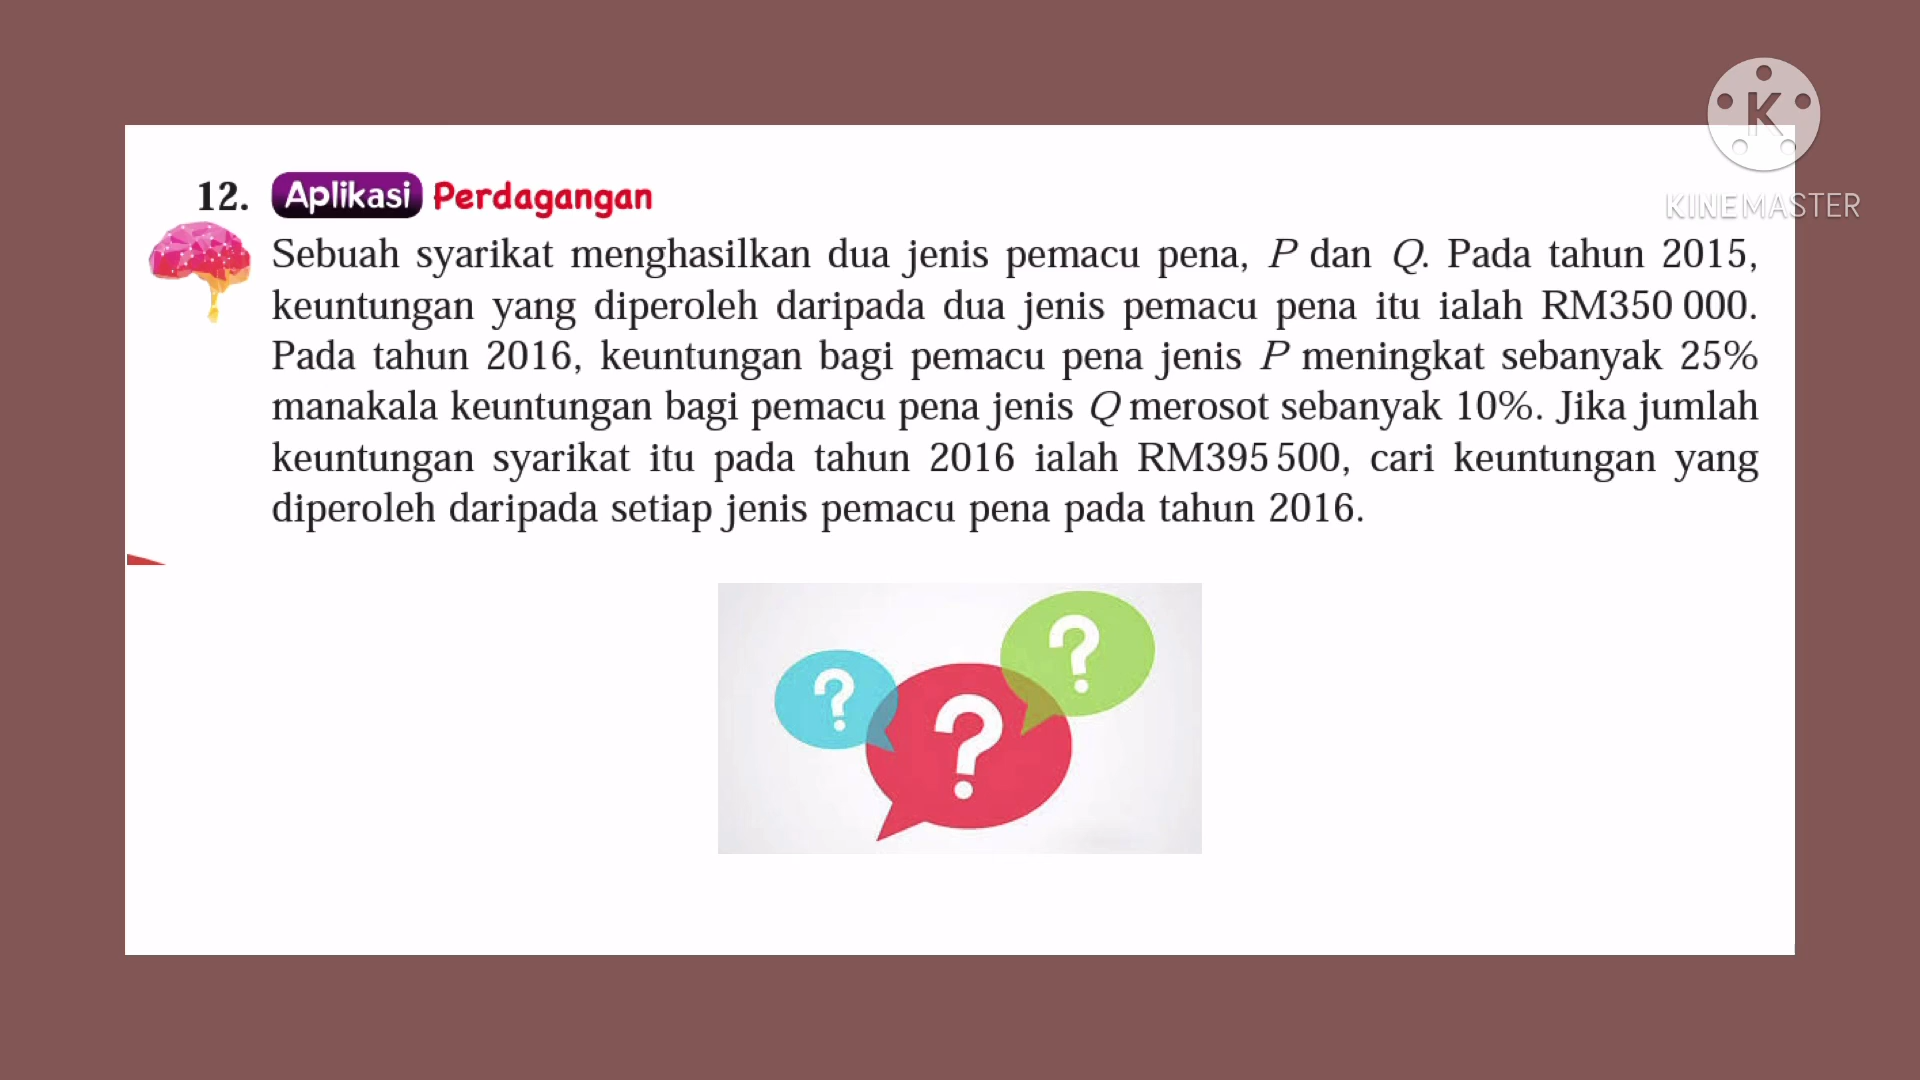 K
KINEMASTER
12. Aplikasi Perdagangan
Sebuah syarikat menghasilkan dua jenis pemacu pena, P dan Q. Pada tahun 2015,
keuntungan yang diperoleh daripada dua jenis pemacu pena itu ialah RM350 000.
Pada tahun 2016, keuntungan bagi pemacu pena jenis P meningkat sebanyak 25%
manakala keuntungan bagi pemacu pena jenis Q merosot sebanyak 10%. Jika jumlah
keuntungan syarikat itu pada tahun 2016 ialah RM395 500, cari keuntungan yang
diperoleh daripada setiap jenis pemacu pena pada tahun 2016.
? ? ?